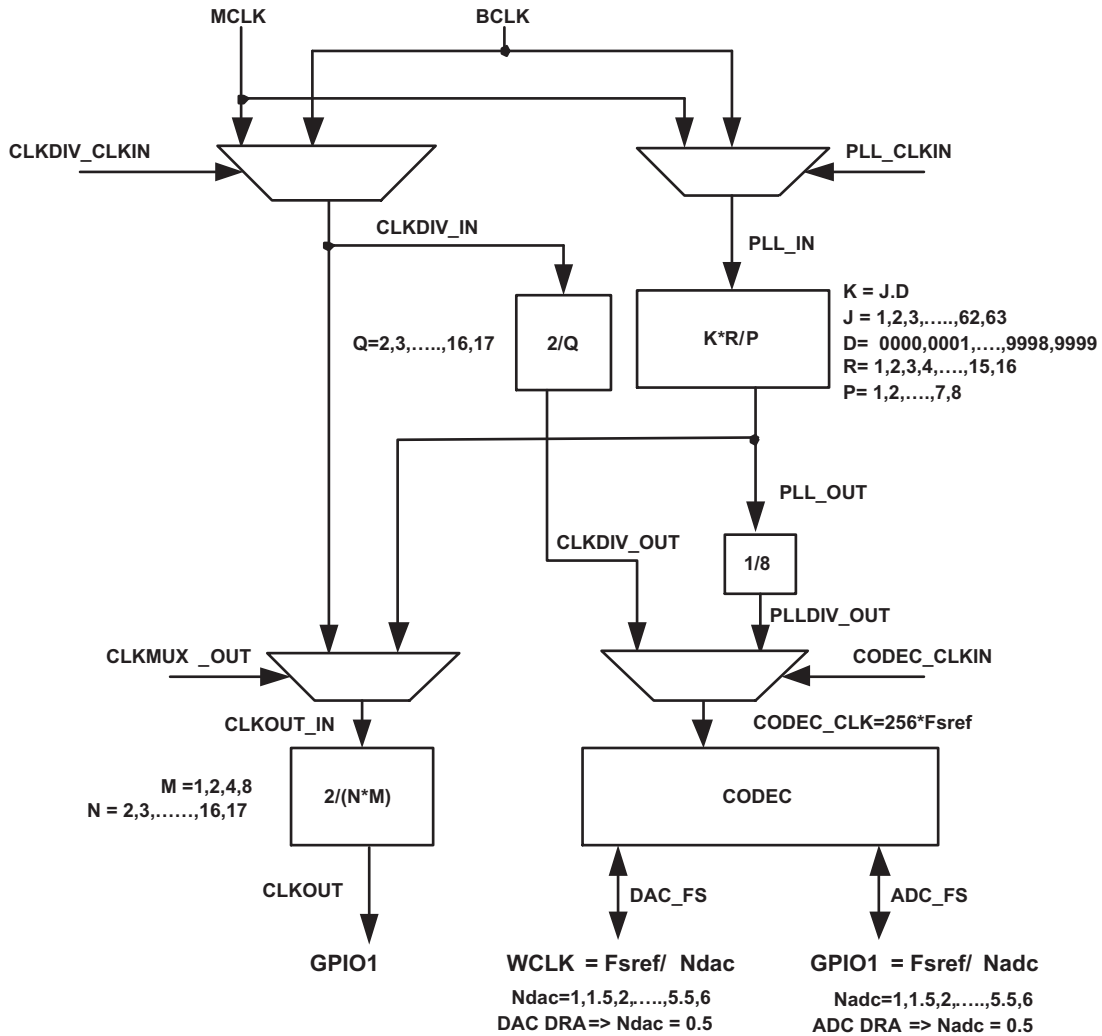 MCLK
BCLK
CLKDIV_CLKIN
PLL_CLKIN
CLKDIV_IN
PLL_IN
K = J.D
J = 1,2,3,.....,62,63
D= 0000,0001,....,9998,9999
R= 1,2,3,4,....,15,16
P= 1,2,....,7,8
Q=2,3,.....,16,17
2/Q
K*R/P
PLL_OUT
CLKDIV_OUT
1/8
PLLDIV_OUT
CLKMUX _OUT
CODEC_CLKIN
CLKOUT_IN
CODEC_CLK=256*Fsref
M =1,2,4,8
N = 2,3,......,16,17
2/(N*M)
CODEC
CLKOUT
DAC_FS
ADC_FS
GPIO1
WCLK = Fsref/ Ndac
GPIO1 = Fsref/ Nadc
Ndac=1,1.5,2,.....,5.5,6
DAC DRA => Ndac = 0.5
Nadc=1,1.5,2,.....,5.5,6
ADC DRA => Nadc = 0.5